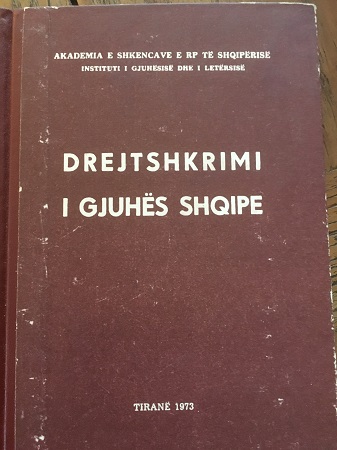 AKADEMIA E SHKENCAVE E RP TË SHQIPËRISË
INSTITUTI I GJUHËSISË DHE I LETËRSISË
DREJTSHKRIMI
I GJUHËS SHQIPE
TIRANË 1973